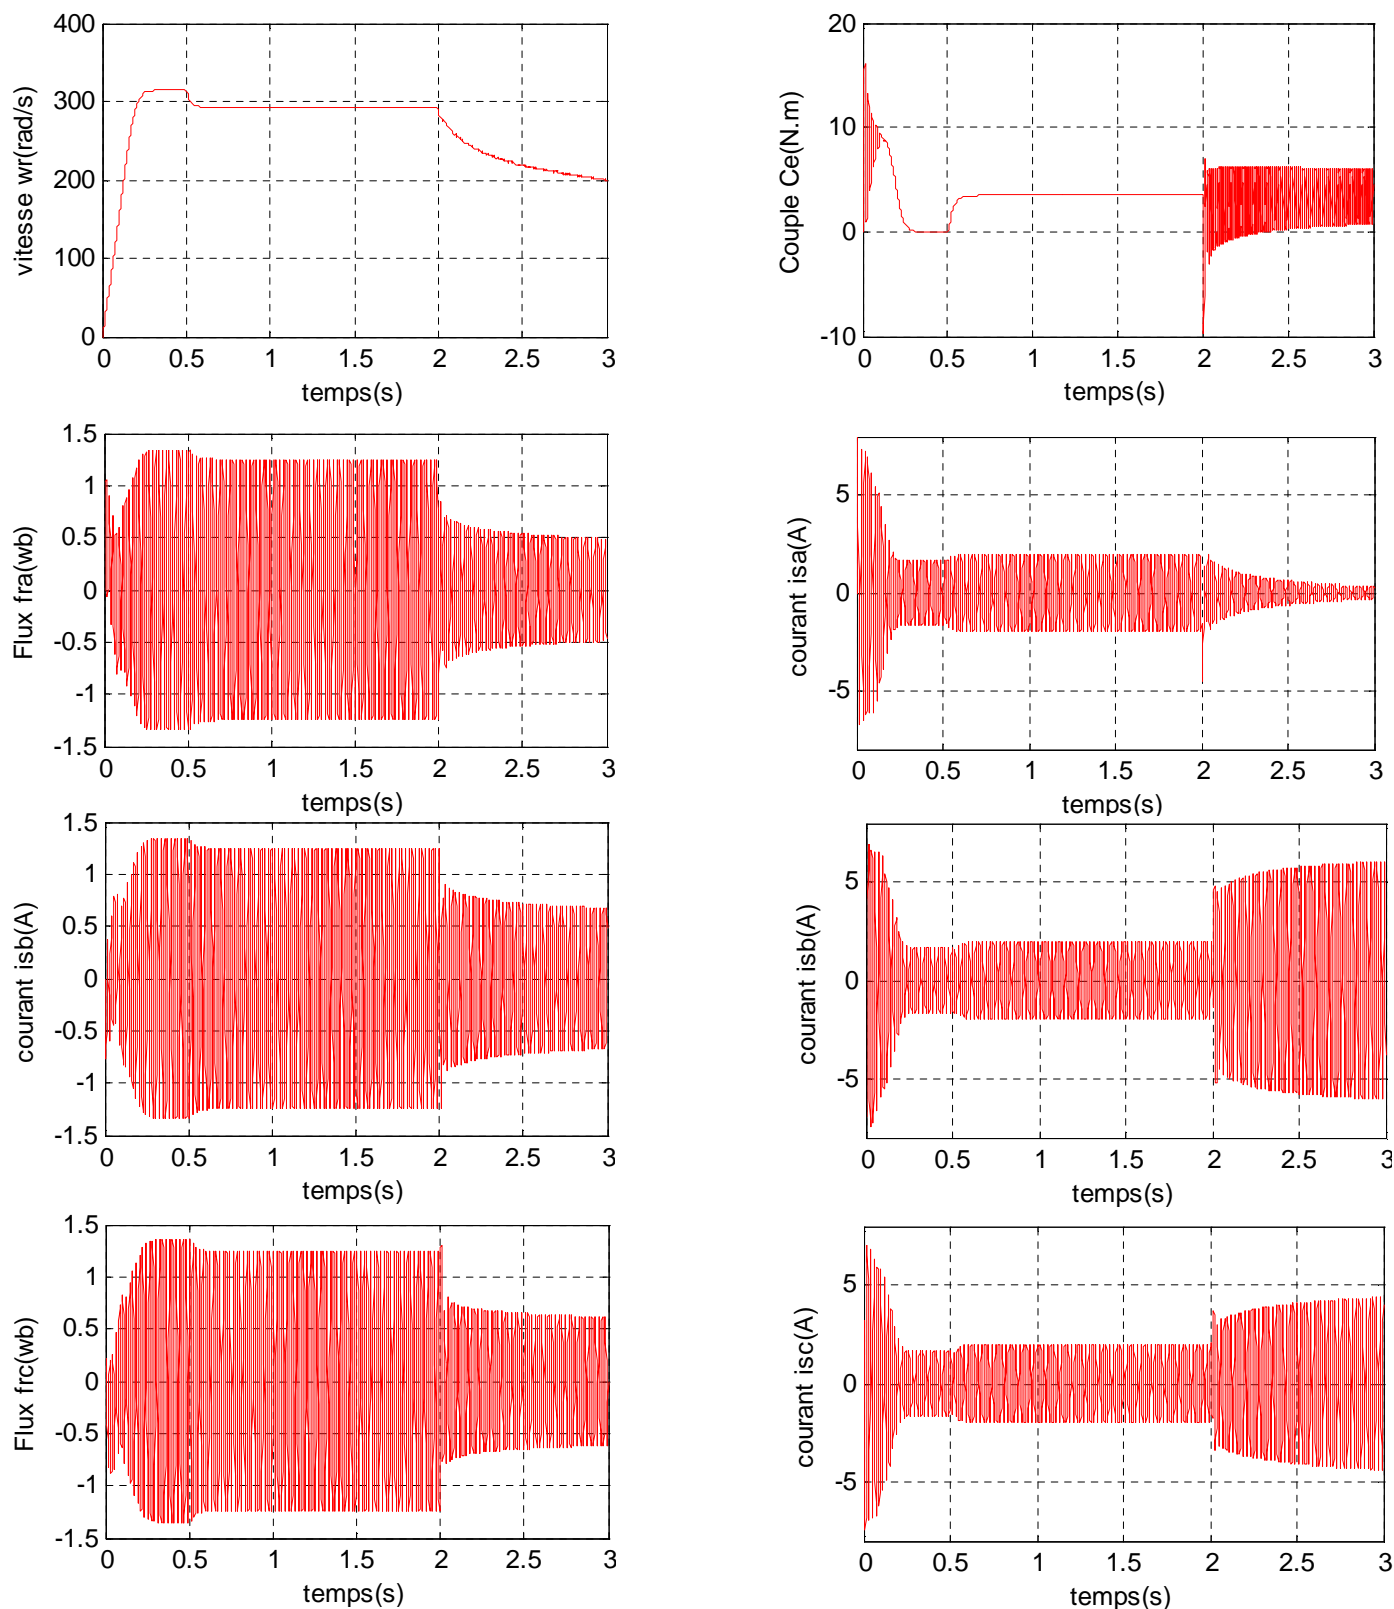 400
300
200
100
0
vitesse wr(rad/s)
0 0.5 1 1.5 2 2.5 3
temps(s)
20
10
0
-10
Couple Ce(N.m)
0 0.5 1 1.5 2 2.5 3
temps(s)
1.5
1
0.5
0
-0.5
-1
-1.5
Flux fra(wb)
0 0.5 1 1.5 2 2.5 3
temps(s)
5
0
-5
courant isa(A)
0 0.5 1 1.5 2 2.5 3
temps(s)
1.5
1
0.5
0
-0.5
-1
-1.5
courant isb(A)
0 0.5 1 1.5 2 2.5 3
temps(s)
5
0
-5
courant isb(A)
0 0.5 1 1.5 2 2.5 3
temps(s)
1.5
1
0.5
0
-0.5
-1
-1.5
Flux frc(wb)
0 0.5 1 1.5 2 2.5 3
temps(s)
5
0
-5
courant isc(A)
0 0.5 1 1.5 2 2.5 3
temps(s)